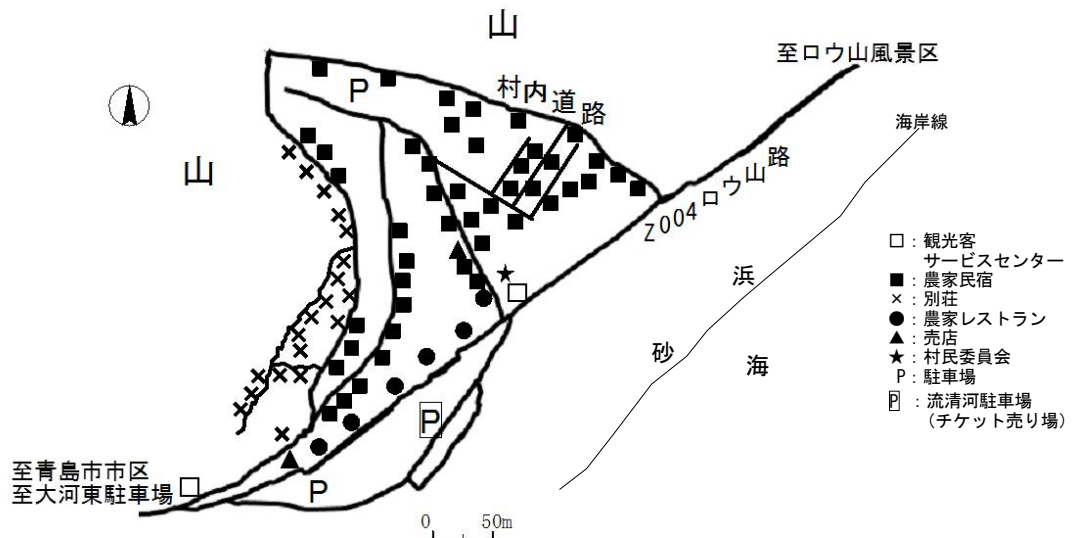 山
至ロウ山風景区
村内道路
P
海岸線
山
Z004ロウ山路
□：観光客
サービスセンター
■：農家民宿
×：別荘
●：農家レストラン
▲：売店
★：村民委員会
P：駐車場
P：流清河駐車場
（チケット売り場）
浜
砂
海
P
至青島市市区
至大河東駐車場
P
0 50m